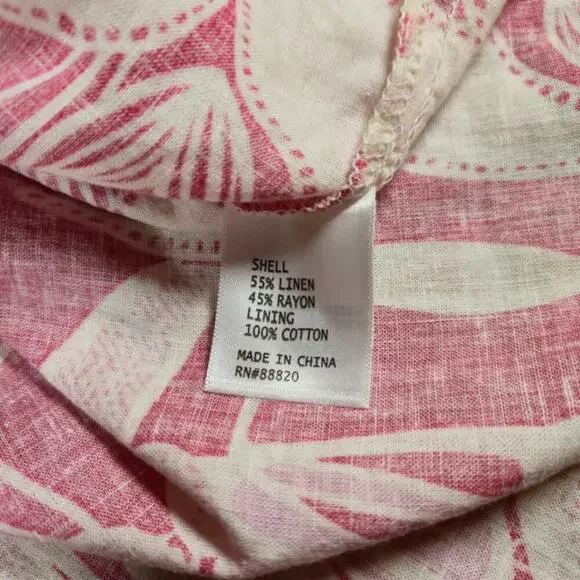 SHELL
55% LINEN
45% RAYON
LINING
100% COTTON
MADE IN CHINA
RN#88820